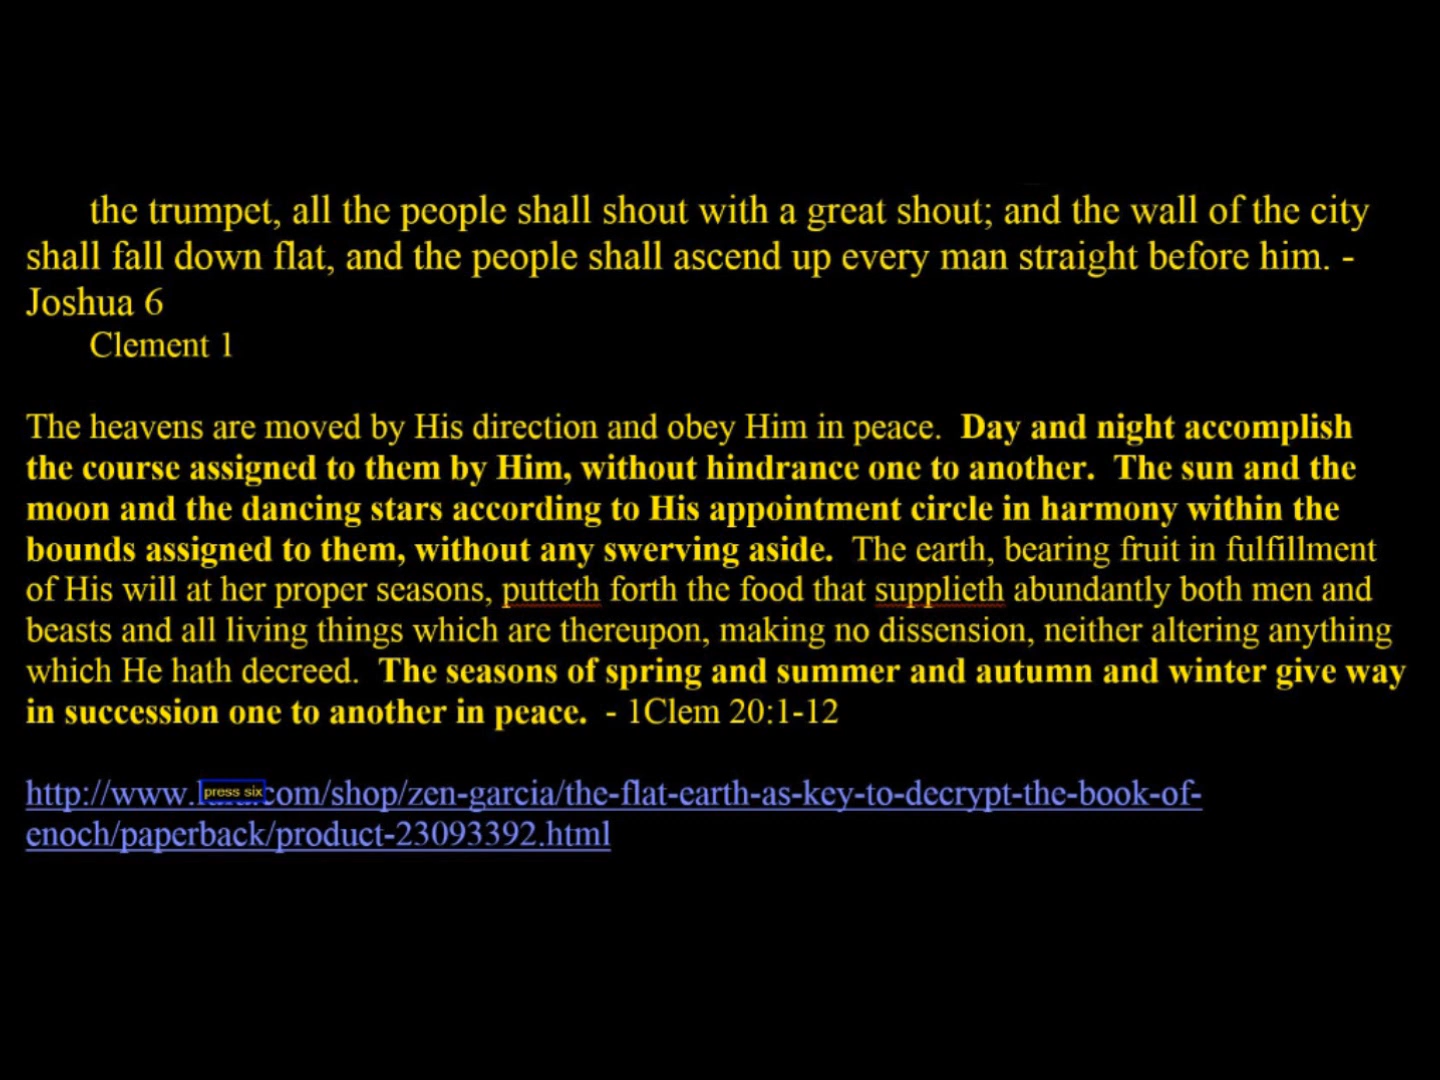 the trumpet, all the people shall shout with a great shout; and the wall of the city
shall fall down flat, and the people shall ascend up every man straight before him. -
Joshua 6
Clement 1
The heavens are moved by His direction and obey Him in peace. Day and night accomplish
the course assigned to them by Him, without hindrance one to another. The sun and the
moon and the dancing stars according to His appointment circle in harmony within the
bounds assigned to them, without any swerving aside. The earth, bearing fruit in fulfillment
of His will at her proper seasons, putteth forth the food that supplieth abundantly both men and
beasts and all living things which are thereupon, making no dissension, neither altering anything
which He hath decreed. The seasons of spring and summer and autumn and winter give way
in succession one to another in peace. - 1Clem 20:1-12
http://www. press six com/shop/zen-garcia/the-flat-earth-as-key-to-decrypt-the-book-of-
enoch/paperback/product-23093392.html